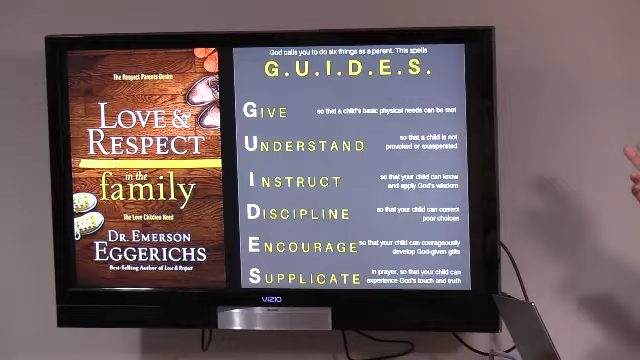 The Respect Parents Desire
LOVE &
RESPECT
in the
family
The Love Children Need
DR. EMERSON
EGGERICHS
Best-Selling Author of Love & Respect
God calls you to do six things as a parent. This spells
G.U.I.D.E.S.
GIVE so that a child's basic physical needs can be met
UNDERSTAND so that a child is not
provoked or exasperated
INSTRUCT so that your child can know
and apply God's wisdom
DISCIPLINE so that your child can correct
poor choices
ENCOURAGE so that your child can courageously
develop God-given gifts
SUPPLICATE in prayer, so that your child can
experience God's touch and truth
VIZIO